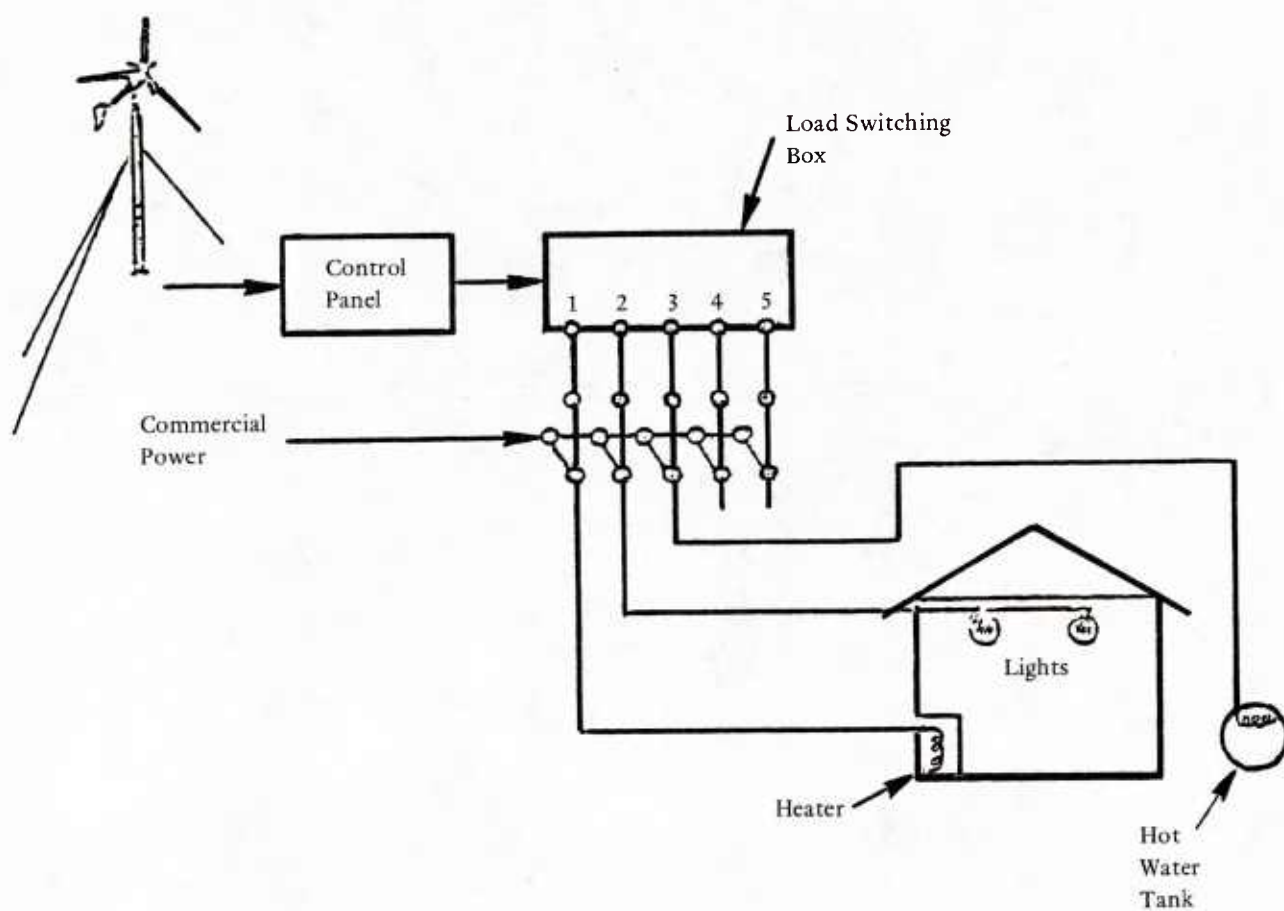 Load Switching
Box
Control
Panel
1 2 3 4 5
Commercial
Power
Lights
Heater
Hot
Water
Tank